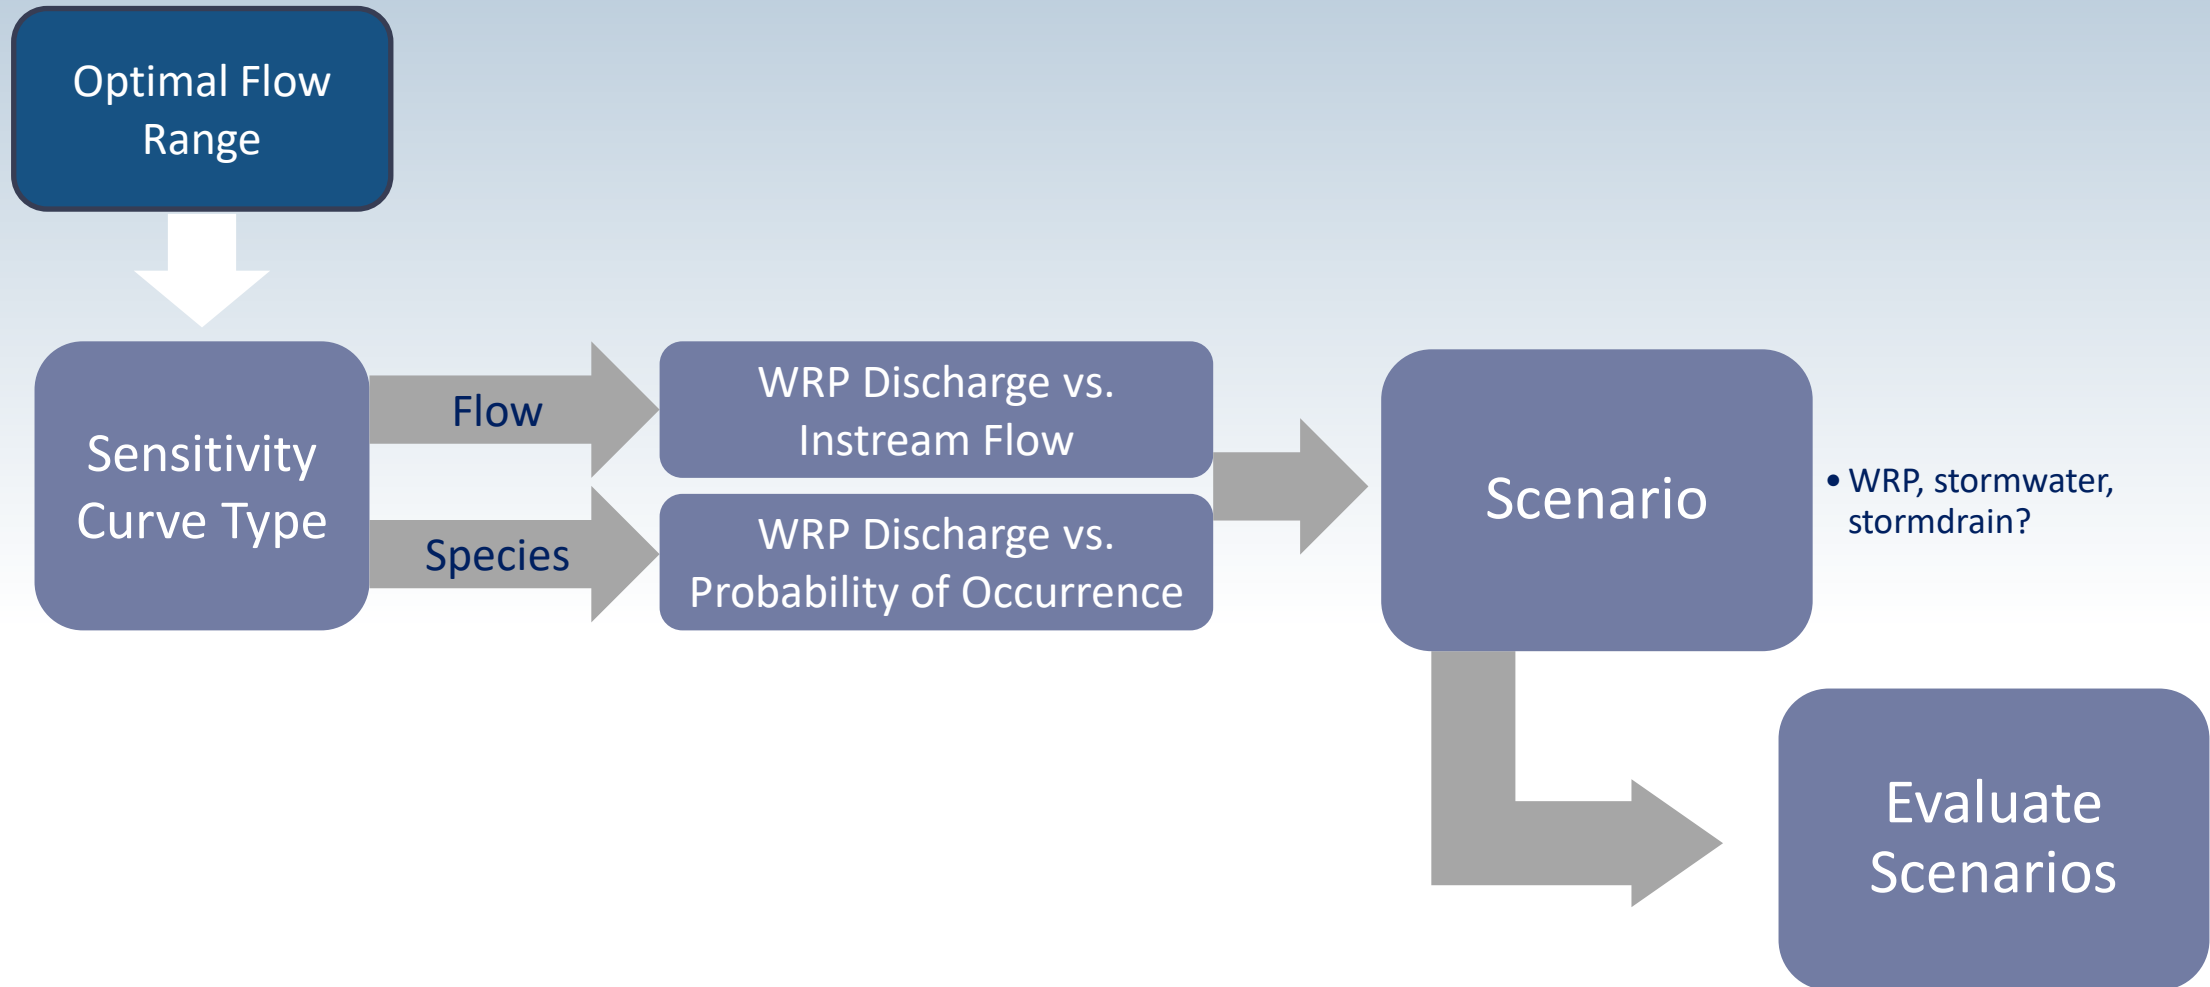 Optimal Flow
Range
Sensitivity
Curve Type
Flow
Species
WRP Discharge vs.
Instream Flow
WRP Discharge vs.
Probability of Occurrence
Scenario
• WRP, stormwater,
stormdrain?
Evaluate
Scenarios